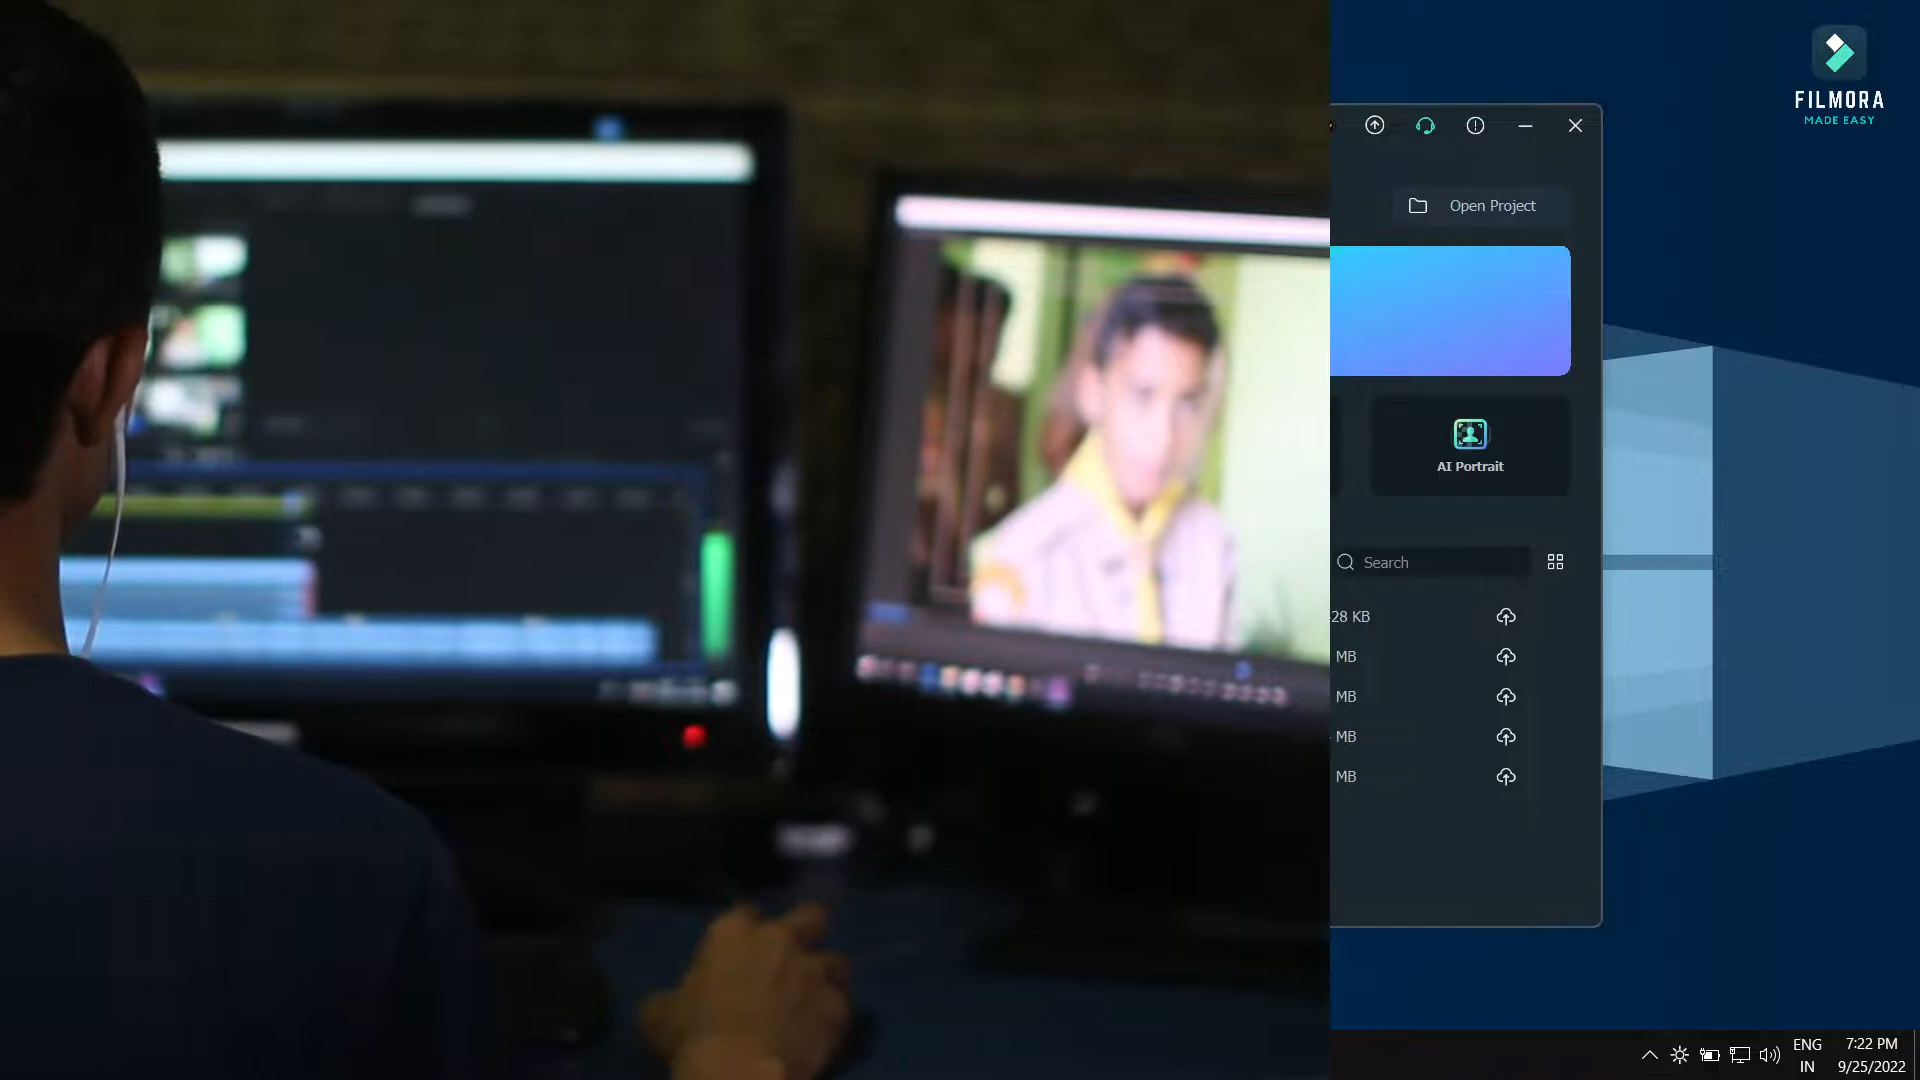 FILMORA
MADE EASY
Open Project
AI Portrait
Search
28 KB
MB
MB
MB
MB
ENG
7:22 PM
IN
9/25/2022